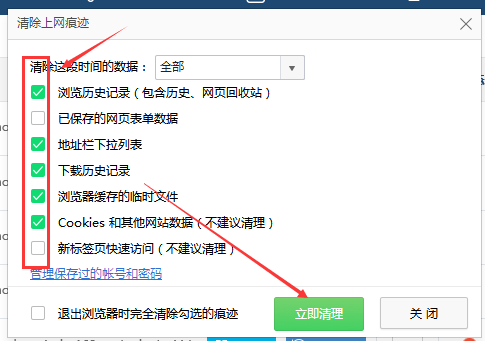 清除上网痕迹
清除这段时间的数据： 全部
浏览历史记录（包含历史、网页回收站）
已保存的网页表单数据
地址栏下拉列表
下载历史记录
浏览器缓存的临时文件
Cookies 和其他网站数据（不建议清理）
新标签页快速访问（不建议清理）
管理保存过的帐号和密码
退出浏览器时完全清除勾选的痕迹 立即清理 关 闭